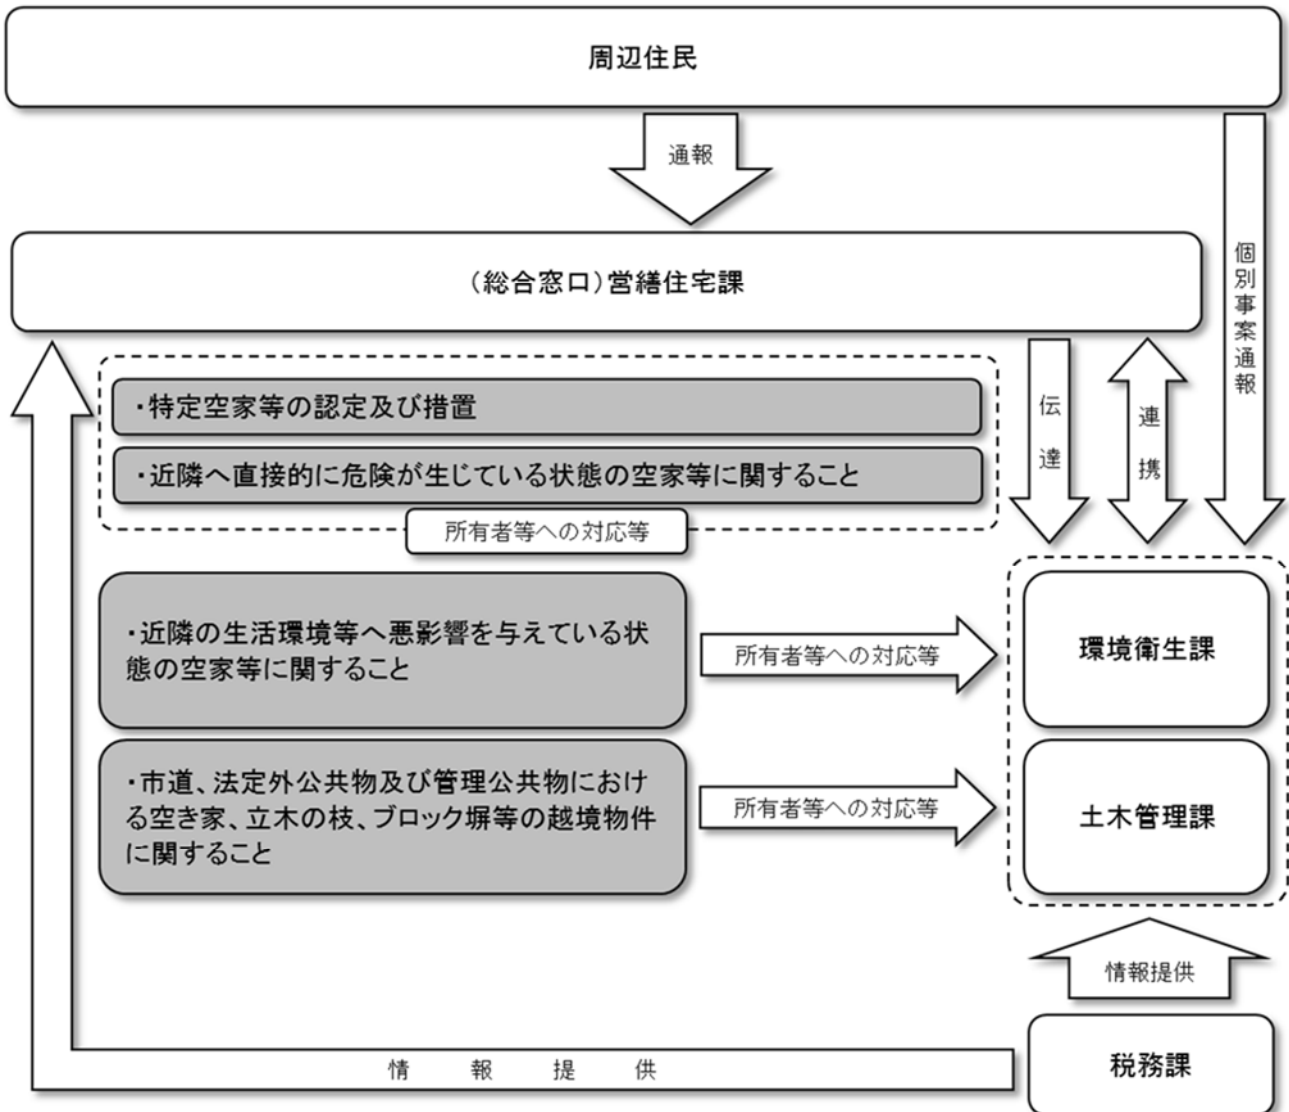 周辺住民
通報
個別事案通報
（総合窓口）営繕住宅課
・特定空家等の認定及び措置
・近隣へ直接的に危険が生じている状態の空家等に関すること
所有者等への対応等
伝達
連携
・近隣の生活環境等へ悪影響を与えている状
態の空家等に関すること
所有者等への対応等
環境衛生課
・市道、法定外公共物及び管理公共物におけ
る空き家、立木の枝、ブロック塀等の越境物件
に関すること
所有者等への対応等
土木管理課
情報提供
税務課
情報提供